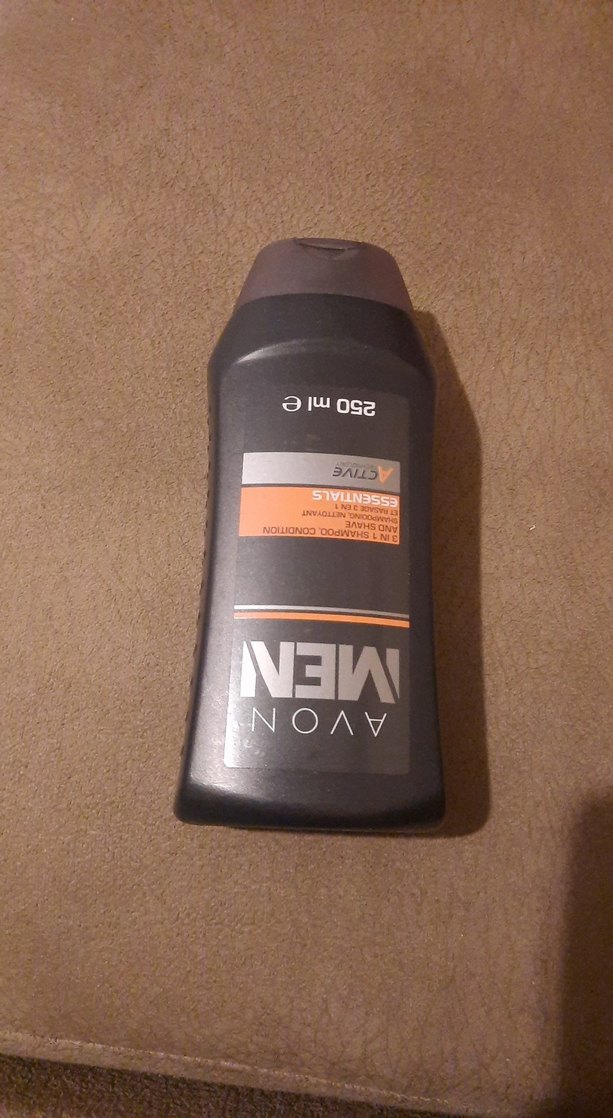 AVON
MEN
3 IN 1 SHAMPOO, CONDITION
AND SHAVE
SHAMPOOING, NETTOYANT
ET RASAGE 3 EN 1
ESSENTIALS
ACTIVE
250 ml e